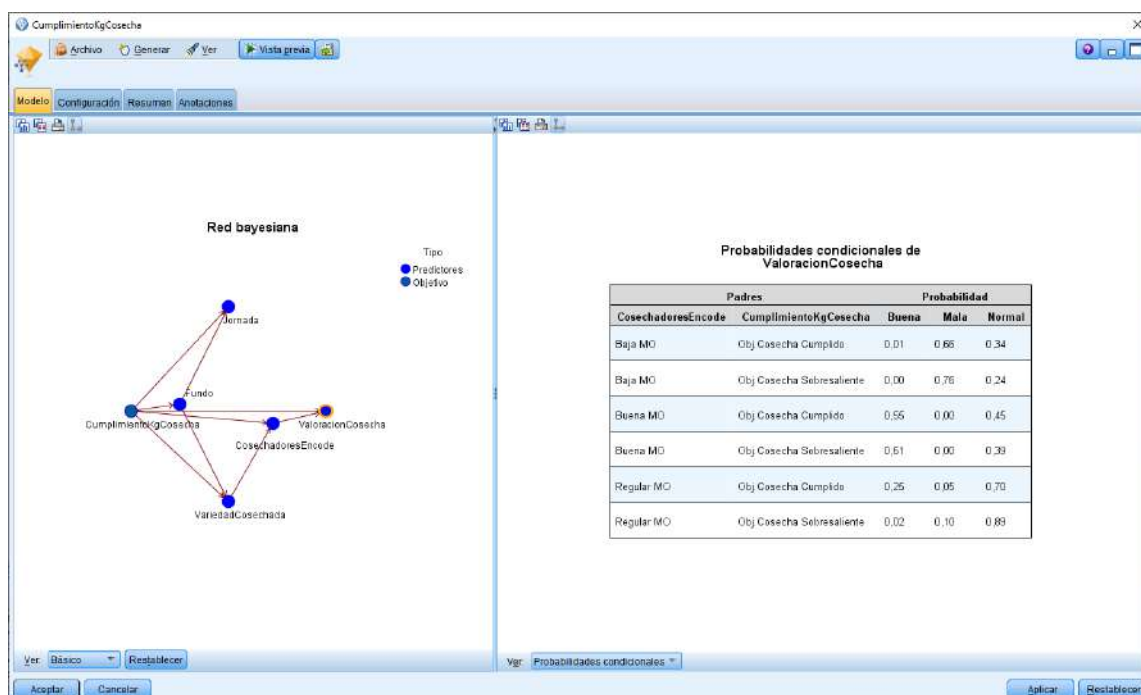 CumplimientoKgCosecha
Archivo Generar Ver Vista previa
Modelo Configuración Resumen Anotaciones
Red bayesiana
Tipo
Predictores
Objetivo
Jornada
Fundo
CumplimientoKgCosecha
ValoracionCosecha
CosechadoresEncode
VariedadCosechada
Ver: Básico Restablecer
Probabilidades condicionales de
ValoracionCosecha
Padres Probabilidad
CosechadoresEncode CumplimientoKgCosecha Buena Mala Normal
Baja MO Obj Cosecha Cumplido 0,01 0,66 0,34
Baja MO Obj Cosecha Sobresaliente 0,00 0,76 0,24
Buena MO Obj Cosecha Cumplido 0,55 0,00 0,45
Buena MO Obj Cosecha Sobresaliente 0,61 0,00 0,39
Regular MO Obj Cosecha Cumplido 0,25 0,05 0,70
Regular MO Obj Cosecha Sobresaliente 0,02 0,10 0,89
Ver: Probabilidades condicionales
Aceptar Cancelar Aplicar Restablecer